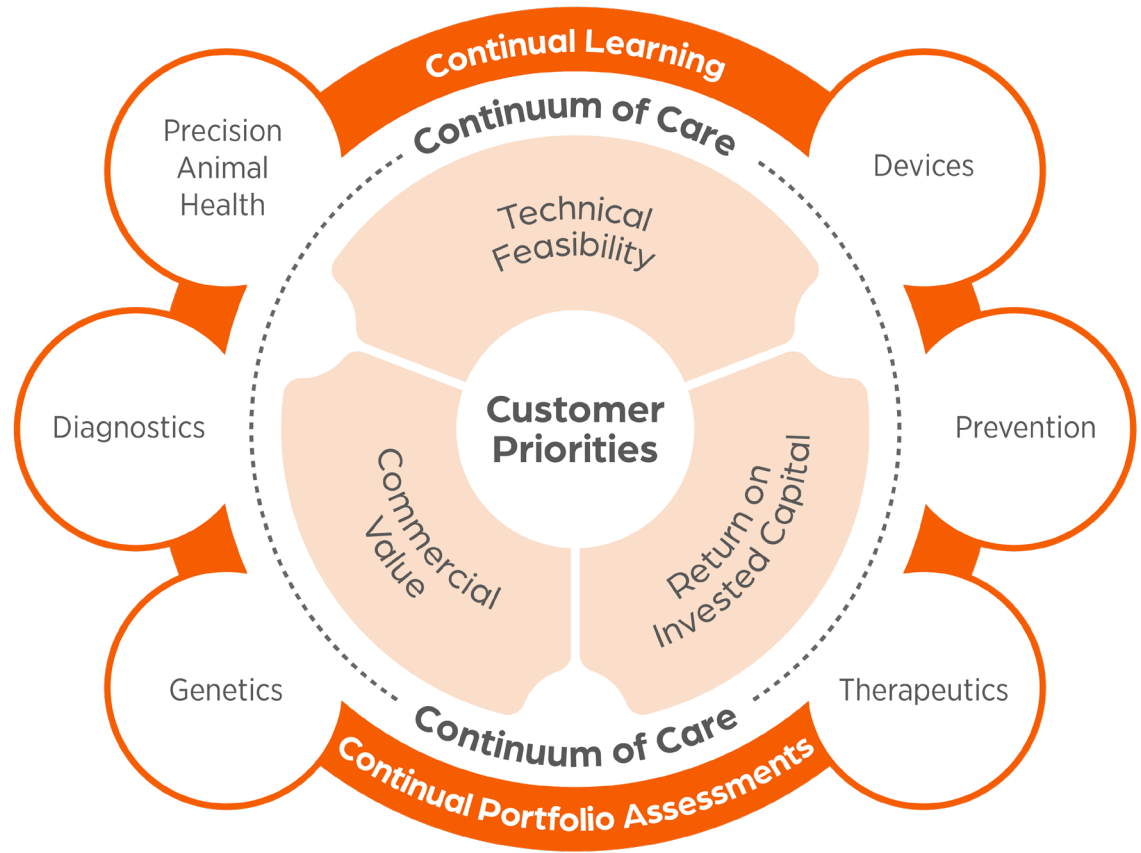 Continual Learning
Continuum of Care
Precision
Animal
Health
Devices
Technical
Feasibility
Diagnostics
Customer
Priorities
Prevention
Commercial
Value
Return on
Invested Capital
Genetics
Therapeutics
Continuum of Care
Continual Portfolio Assessments